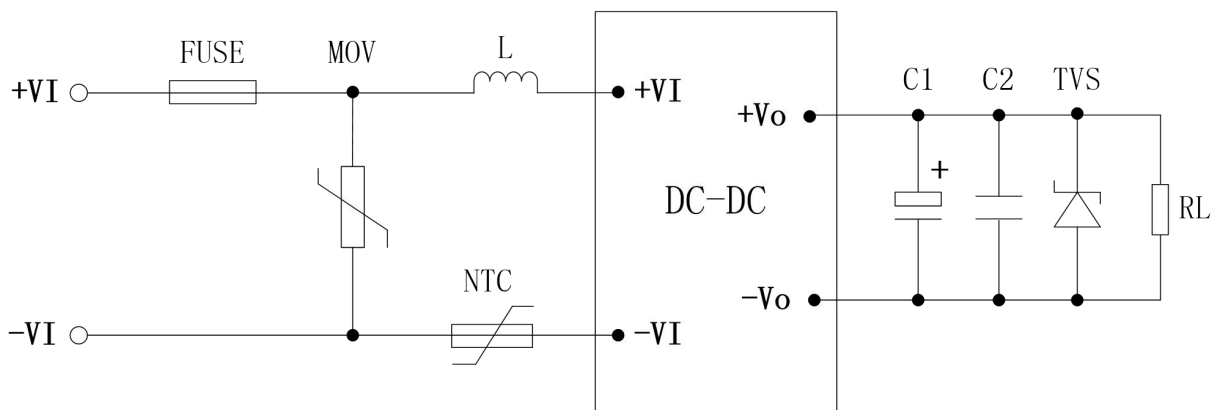 FUSE
MOV
L
+VI
+VI
+Vo
C1
C2
TVS
+
DC-DC
RL
NTC
-Vo
-VI
-VI